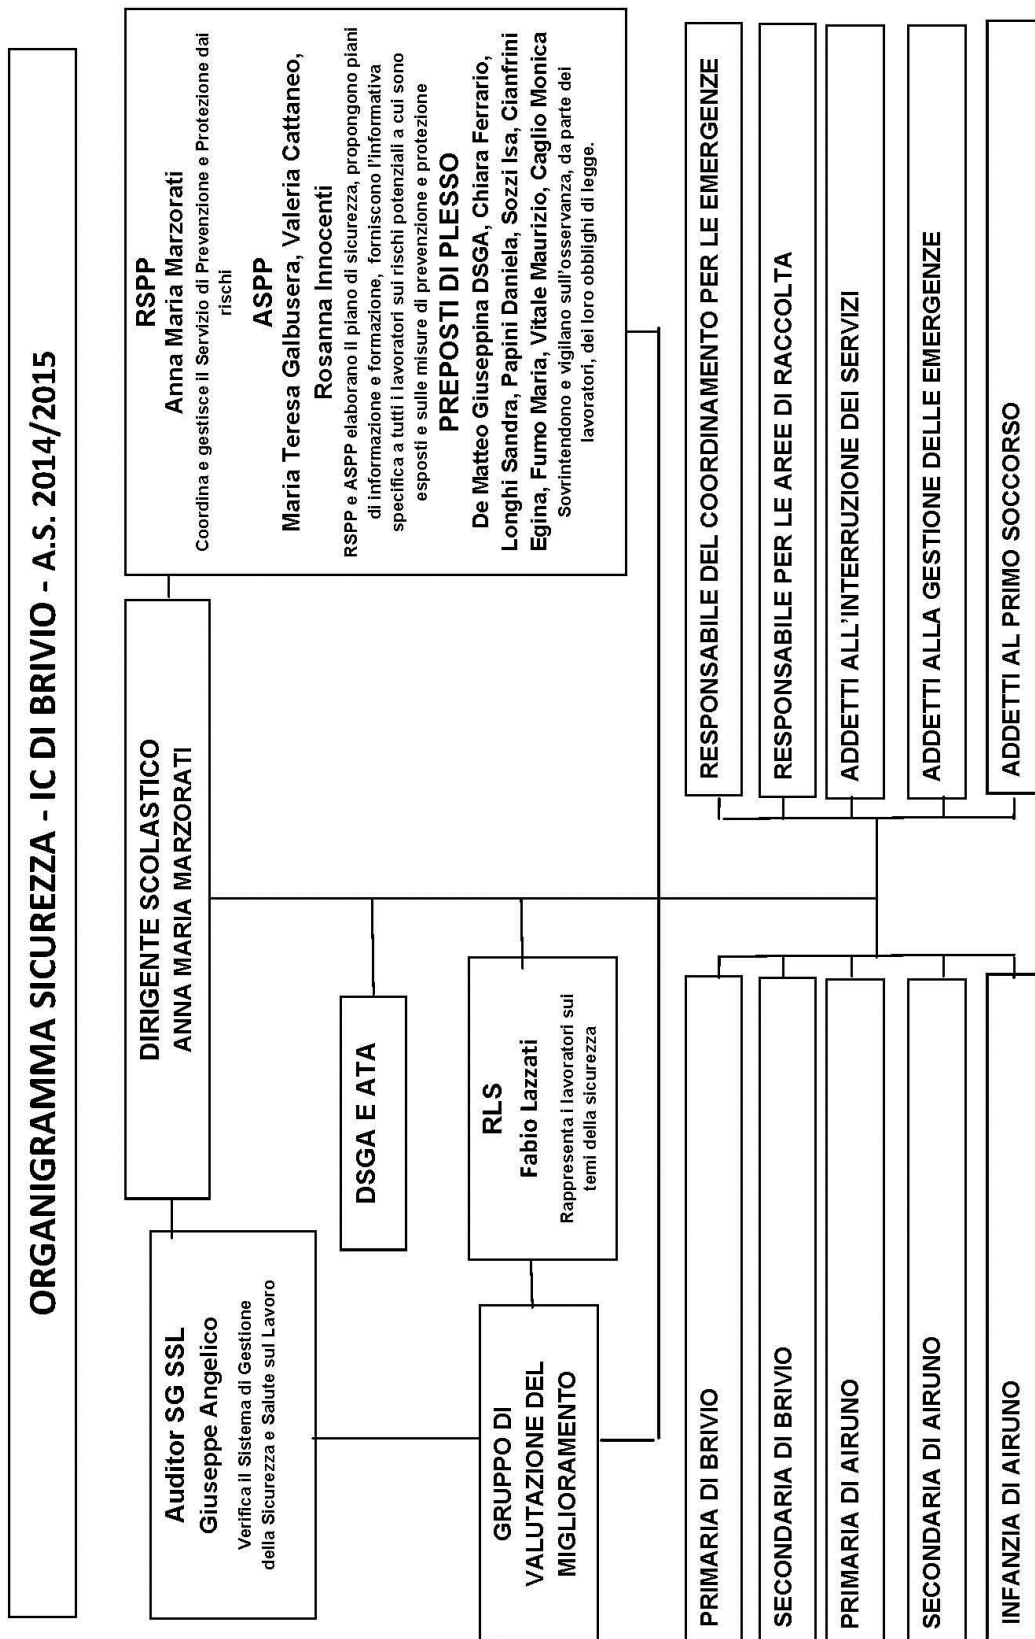 ORGANIGRAMMA SICUREZZA - IC DI BRIVIO - A.S. 2014/2015
DIRIGENTE SCOLASTICO
ANNA MARIA MARZORATI
Auditor SG SSL
Giuseppe Angelico
Verifica il Sistema di Gestione
della Sicurezza e Salute sul Lavoro
RSPP
Anna Maria Marzorati
Coordina e gestisce il Servizio di Prevenzione e Protezione dai
rischi
ASPP
Maria Teresa Galbusera, Valeria Cattaneo,
Rosanna Innocenti
RSPP e ASPP elaborano il piano di sicurezza, propongono piani
di informazione e formazione, forniscono l'informativa
specifica a tutti i lavoratori sui rischi potenziali a cui sono
esposti e sulle misure di prevenzione e protezione
PREPOSTI DI PLESSO
De Matteo Giuseppina DSGA, Chiara Ferrario,
Longhi Sandra, Papini Daniela, Sozzi Isa, Cianfrini
Egina, Fumo Maria, Vitale Maurizio, Caglio Monica
Sovrintendono e vigilano sull'osservanza, da parte dei
lavoratori, dei loro obblighi di legge.
DSGA E ATA
RLS
Fabio Lazzati
Rappresenta i lavoratori sui
temi della sicurezza
GRUPPO DI
VALUTAZIONE DEL
MIGLIORAMENTO
PRIMARIA DI BRIVIO
SECONDARIA DI BRIVIO
PRIMARIA DI AIRUNO
SECONDARIA DI AIRUNO
INFANZIA DI AIRUNO
RESPONSABILE DEL COORDINAMENTO PER LE EMERGENZE
RESPONSABILE PER LE AREE DI RACCOLTA
ADDETTI ALL'INTERRUZIONE DEI SERVIZI
ADDETTI ALLA GESTIONE DELLE EMERGENZE
ADDETTI AL PRIMO SOCCORSO